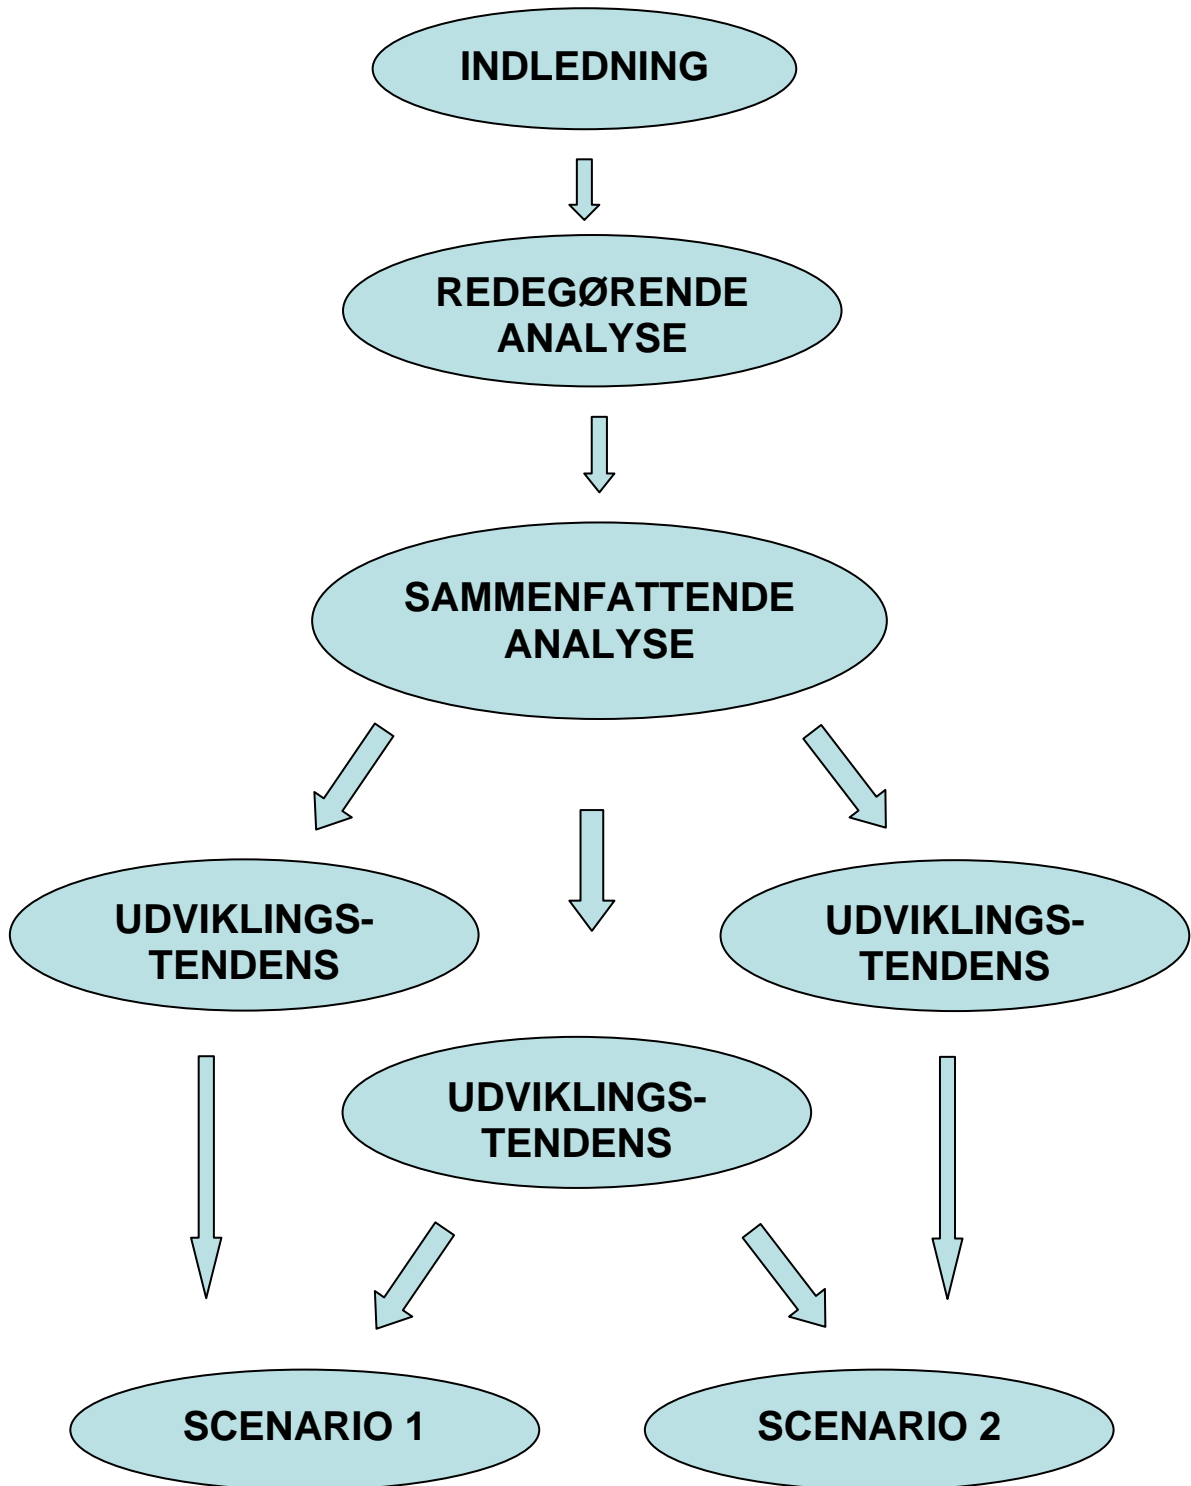 INDLEDNING
REDEGØRENDE
ANALYSE
SAMMENFATTENDE
ANALYSE
UDVIKLINGS-
TENDENS
UDVIKLINGS-
TENDENS
UDVIKLINGS-
TENDENS
SCENARIO 1
SCENARIO 2